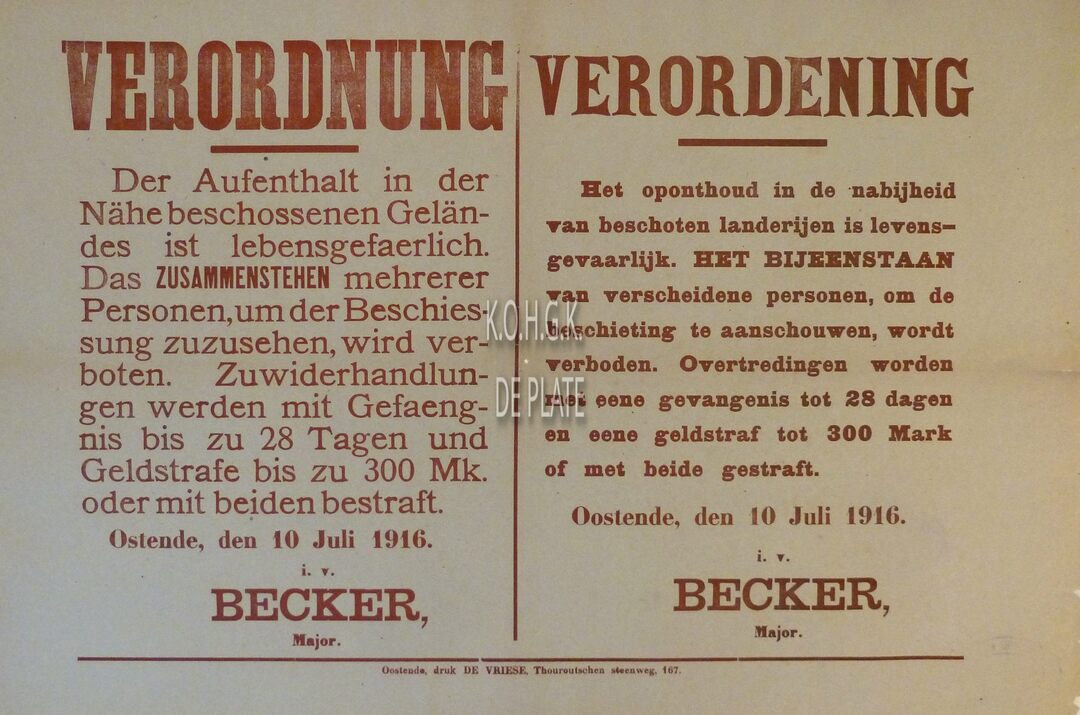 VERORDNUNG
Der Aufenthalt in der
Nähe beschossenen Gelän-
des ist lebensgefaerlich.
Das ZUSAMMENSTEHEN mehrerer
Personen, um der Beschies-
sung zuzusehen, wird ver-
boten. Zuwiderhandlun-
gen werden mit Gefaeng-
nis bis zu 28 Tagen und
Geldstrafe bis zu 300 Mk.
oder mit beiden bestraft.
Ostende, den 10 Juli 1916.
i. v.
BECKER,
Major.
VERORDENING
Het oponthoud in de nabijheid
van beschoten landerijen is levens-
gevaarlijk. HET BIJEENSTAAN
van verscheidene personen, om de
beschieting te aanschouwen, wordt
verboden. Overtredingen worden
met eene gevangenis tot 28 dagen
en eene geldstraf tot 300 Mark
of met beide gestraft.
Oostende, den 10 Juli 1916.
i. v.
BECKER,
Major.
Oostende, druk DE VRIESE, Thouroutschen steenweg, 167.
K.O.H.G.K.
DE PLATE